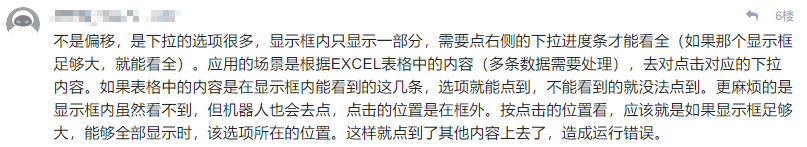 6楼
不是偏移，是下拉的选项很多，显示框内只显示一部分，需要点右侧的下拉进度条才能看全（如果那个显示框
足够大，就能看全）。应用的场景是根据EXCEL表格中的内容（多条数据需要处理），去对点击对应的下拉
内容。如果表格中的内容是在显示框内能看到的这几条，选项就能点到，不能看到的就没法点到。更麻烦的是
显示框内虽然看不到，但机器人也会去点，点击的位置是在框外。按点击的位置看，应该就是如果显示框足够
大，能够全部显示时，该选项所在的位置。这样就点到了其他内容上去了，造成运行错误。